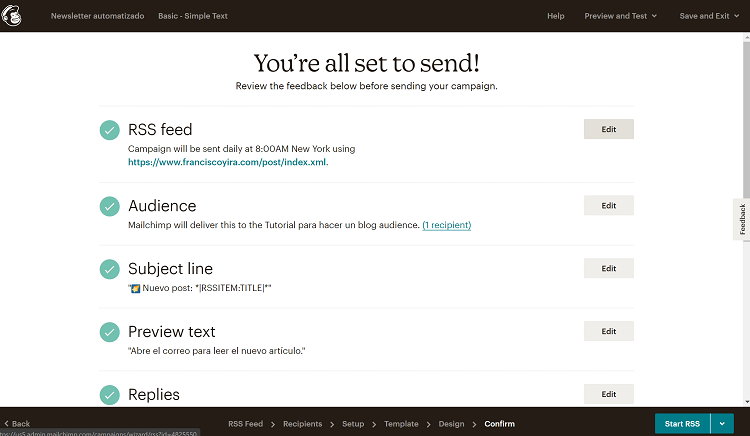 Newsletter automatizado Basic - Simple Text Help Preview and Test Save and Exit
You're all set to send!
Review the feedback below before sending your campaign.
RSS feed
Edit
Campaign will be sent daily at 8:00AM New York using
https://www.franciscoyira.com/post/index.xml.
Audience
Edit
Mailchimp will deliver this to the Tutorial para hacer un blog audience. (1 recipient)
Feedback
Subject line
Edit
" Nuevo post: *|RSSITEM:TITLE|*"
Preview text
Edit
"Abre el correo para leer el nuevo artículo."
Replies
Edit
Back RSS Feed Recipients Setup Template Design Confirm Start RSS